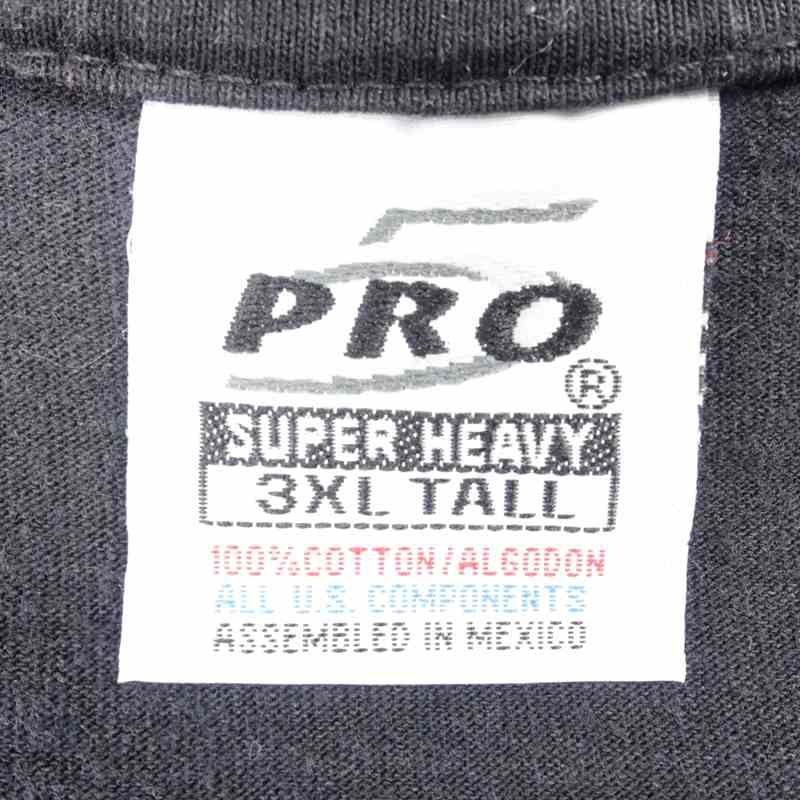 PRO 5 ®
SUPER HEAVY
3XL TALL
100% COTTON/ALGODON
ALL U.S. COMPONENTS
ASSEMBLED IN MEXICO